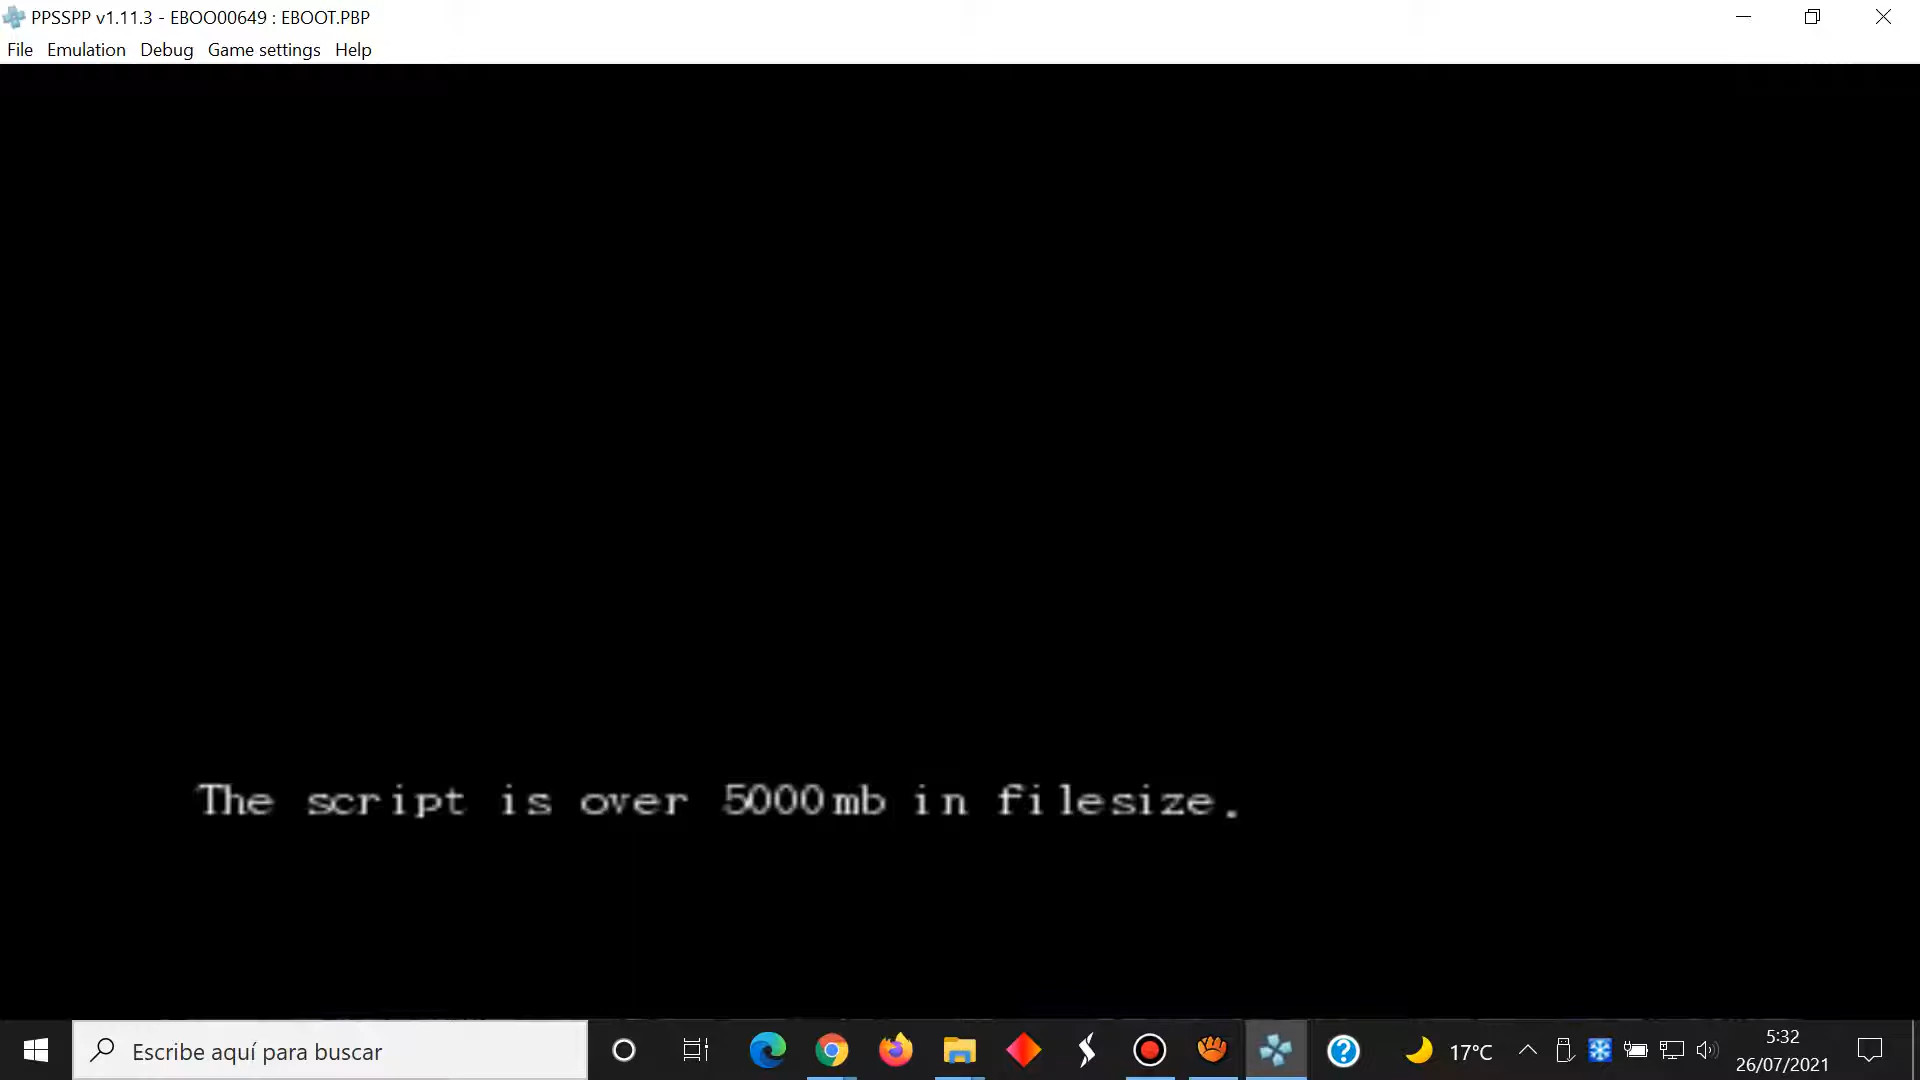 PPSSPP v1.11.3 - EBOO00649 : EBOOT.PBP
File Emulation Debug Game settings Help
The script is over 5000mb in filesize.
Escribe aquí para buscar
17°C
5:32
26/07/2021